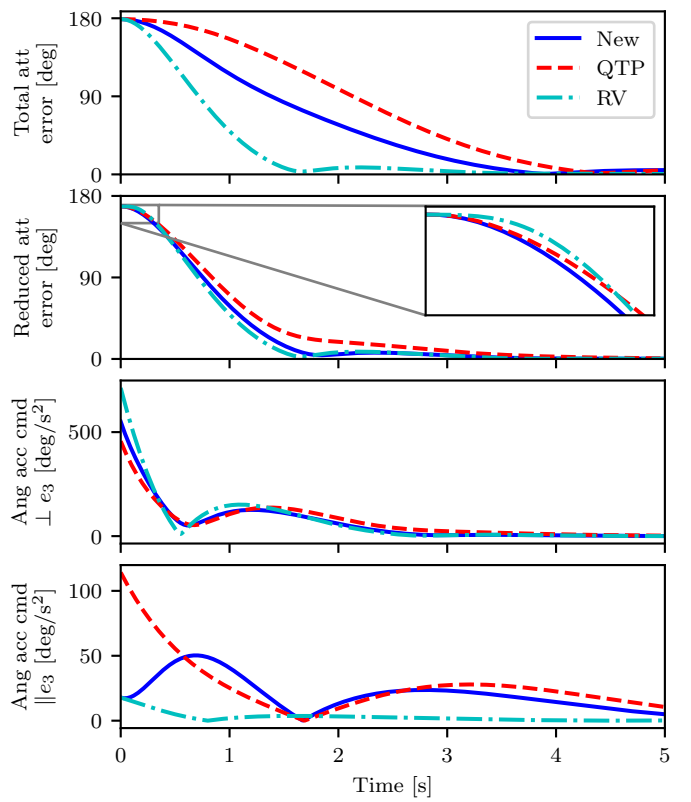 Total att
error [deg]
180
90
0
New
QTP
RV
Reduced att
error [deg]
180
90
0
Ang acc cmd
⊥ e₃ [deg/s²]
500
0
Ang acc cmd
|| e₃ [deg/s²]
100
50
0
0 1 2 3 4 5
Time [s]